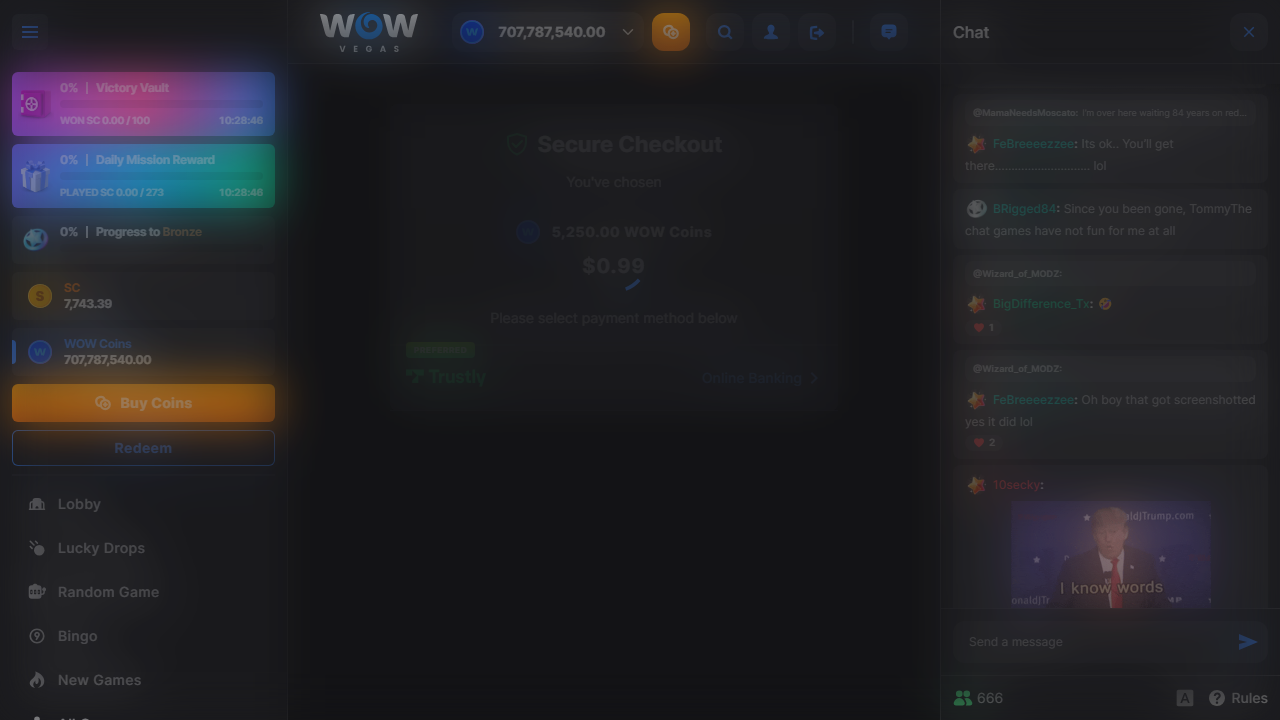 WOW
VEGAS
W 707,787,540.00
Chat
0% | Victory Vault
WON SC 0.00 / 100 10:28:46
0% | Daily Mission Reward
PLAYED SC 0.00 / 273 10:28:46
0% | Progress to Bronze
S SC
7,743.39
W WOW Coins
707,787,540.00
Buy Coins
Redeem
Lobby
Lucky Drops
Random Game
Bingo
New Games
Secure Checkout
You've chosen
W 5,250.00 WOW Coins
$0.99
Please select payment method below
PREFERRED
Trustly
Online Banking
@MamaNeedsMoscato: I'm over here waiting 84 years on red...
FeBreeeezzee: Its ok.. You'll get
there............................ lol
BRigged84: Since you been gone, TommyThe
chat games have not fun for me at all
@Wizard_of_MODZ:
BigDifference_Tx: 🤣
1
@Wizard_of_MODZ:
FeBreeeezzee: Oh boy that got screenshotted
yes it did lol
2
10secky:
aldJTrump.com
I know words
onaldJTr
Send a message
666
A
Rules